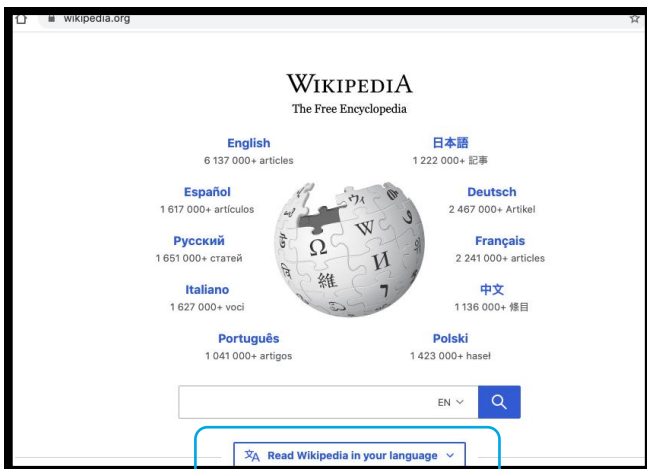 wikipedia.org
WIKIPEDIA
The Free Encyclopedia
English
6 137 000+ articles
日本語
1 222 000+ 記事
Español
1 617 000+ artículos
Deutsch
2 467 000+ Artikel
Русский
1 651 000+ статей
Français
2 241 000+ articles
Italiano
1 627 000+ voci
中文
1 136 000+ 條目
Português
1 041 000+ artigos
Polski
1 423 000+ haseł
Ω
W
И
維
7
EN
Read Wikipedia in your language